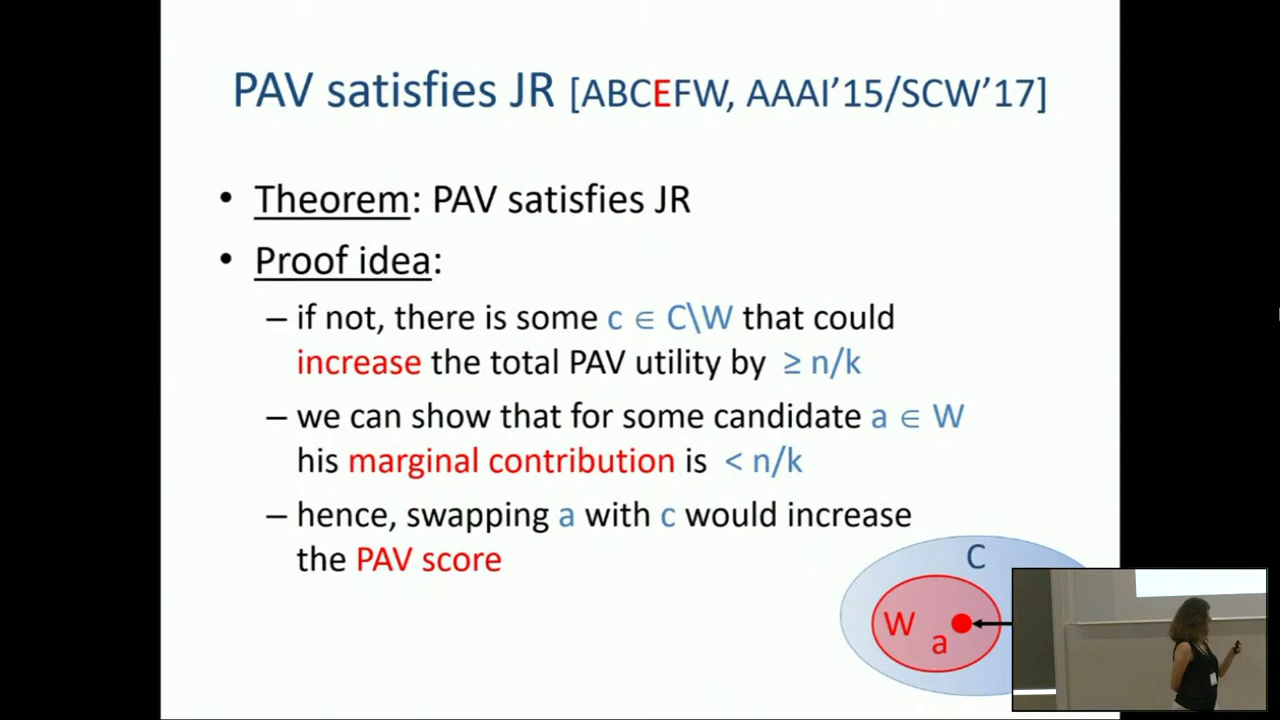 PAV satisfies JR [ABCEFW, AAAI’15/SCW’17]
• Theorem: PAV satisfies JR
• Proof idea:
– if not, there is some c ∈ C\W that could
increase the total PAV utility by ≥ n/k
– we can show that for some candidate a ∈ W
his marginal contribution is < n/k
– hence, swapping a with c would increase
the PAV score
C
W
a